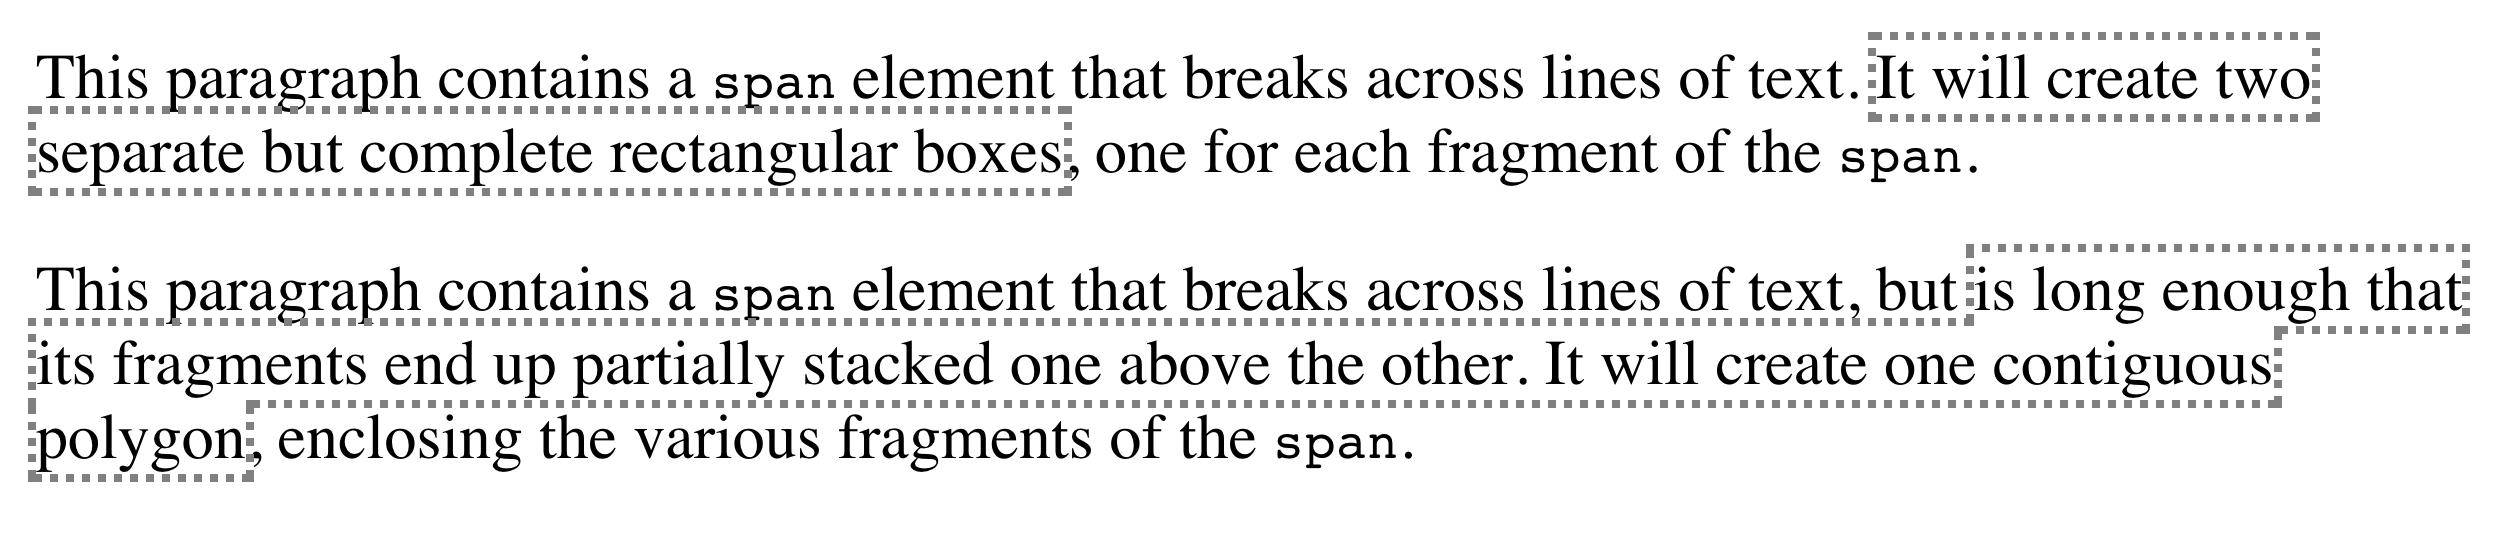 This paragraph contains a span element that breaks across lines of text. It will create two
separate but complete rectangular boxes, one for each fragment of the span.
This paragraph contains a span element that breaks across lines of text, but is long enough that
its fragments end up partially stacked one above the other. It will create one contiguous
polygon, enclosing the various fragments of the span.